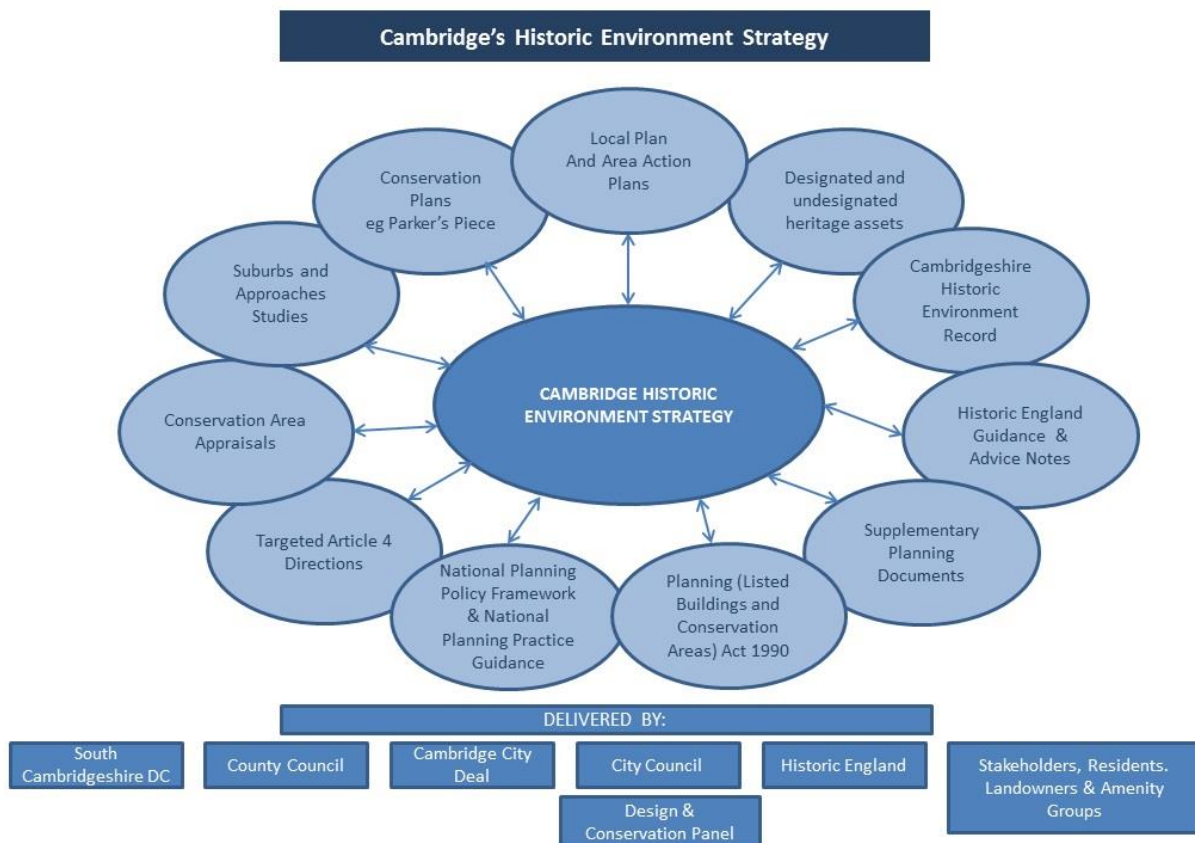 Cambridge's Historic Environment Strategy
Local Plan
And Area Action
Plans
Designated and
undesignated
heritage assets
Cambridgeshire
Historic
Environment
Record
Historic England
Guidance &
Advice Notes
Supplementary
Planning
Documents
Planning (Listed
Buildings and
Conservation
Areas) Act 1990
National Planning
Policy Framework
& National
Planning Practice
Guidance
Targeted Article 4
Directions
Conservation Area
Appraisals
Suburbs and
Approaches
Studies
Conservation
Plans
eg Parker's Piece
CAMBRIDGE HISTORIC
ENVIRONMENT STRATEGY
DELIVERED BY:
South
Cambridgeshire DC
County Council
Cambridge City
Deal
City Council
Historic England
Stakeholders, Residents.
Landowners & Amenity
Groups
Design &
Conservation Panel